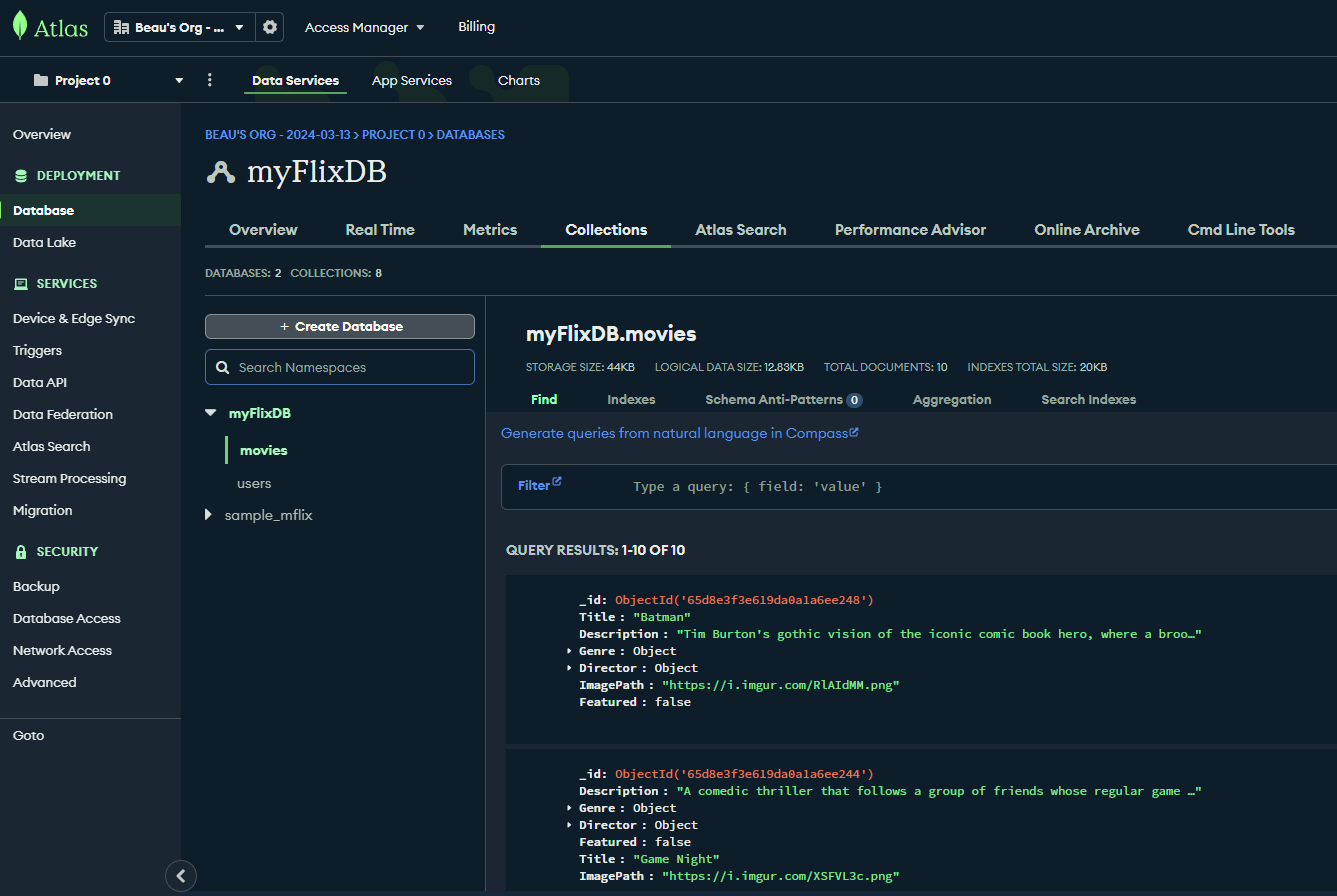 Atlas
Beau's Org - ...
Access Manager
Billing
Project 0
Data Services
App Services
Charts
Overview
DEPLOYMENT
Database
Data Lake
SERVICES
Device & Edge Sync
Triggers
Data API
Data Federation
Atlas Search
Stream Processing
Migration
SECURITY
Backup
Database Access
Network Access
Advanced
Goto
BEAU'S ORG - 2024-03-13 > PROJECT 0 > DATABASES
myFlixDB
Overview
Real Time
Metrics
Collections
Atlas Search
Performance Advisor
Online Archive
Cmd Line Tools
DATABASES: 2 COLLECTIONS: 8
+ Create Database
Search Namespaces
myFlixDB
movies
users
sample_mflix
myFlixDB.movies
STORAGE SIZE: 44KB LOGICAL DATA SIZE: 12.83KB TOTAL DOCUMENTS: 10 INDEXES TOTAL SIZE: 20KB
Find
Indexes
Schema Anti-Patterns 0
Aggregation
Search Indexes
Generate queries from natural language in Compass
Filter
Type a query: { field: 'value' }
QUERY RESULTS: 1-10 OF 10
_id: ObjectId('65d8e3f3e619da0a1a6ee248')
Title : "Batman"
Description : "Tim Burton's gothic vision of the iconic comic book hero, where a broo…"
Genre : Object
Director : Object
ImagePath : "https://i.imgur.com/RlAIdMM.png"
Featured : false
_id: ObjectId('65d8e3f3e619da0a1a6ee244')
Description : "A comedic thriller that follows a group of friends whose regular game …"
Genre : Object
Director : Object
Featured : false
Title : "Game Night"
ImagePath : "https://i.imgur.com/XSFVL3c.png"